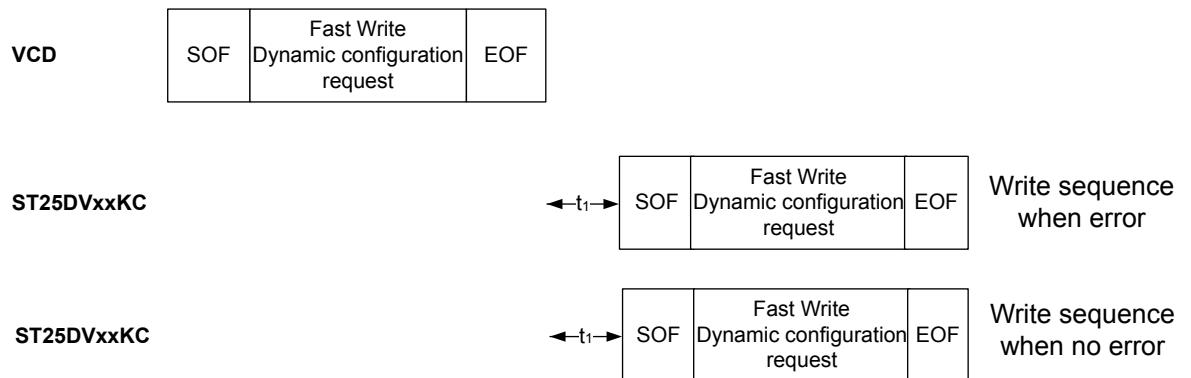 VCD
SOF
Fast Write
Dynamic configuration
request
EOF
ST25DVxxKC
t1
SOF
Fast Write
Dynamic configuration
request
EOF
Write sequence
when error
ST25DVxxKC
t1
SOF
Fast Write
Dynamic configuration
request
EOF
Write sequence
when no error